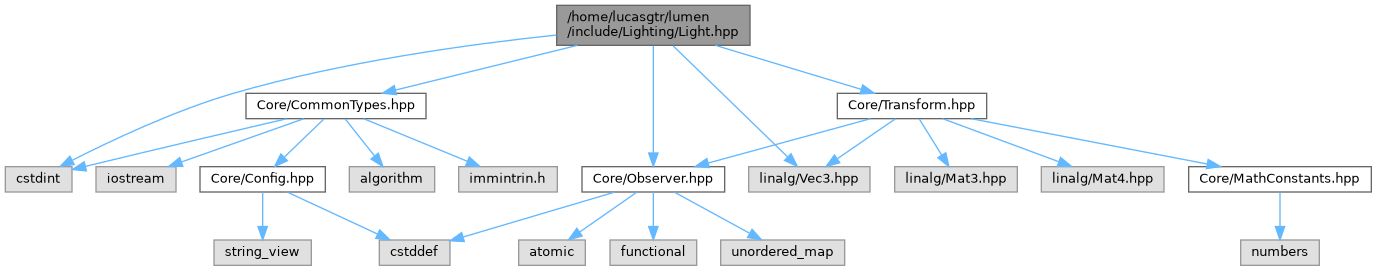 /home/lucasgtr/lumen
/include/Lighting/Light.hpp
Core/CommonTypes.hpp
Core/Transform.hpp
cstdint
iostream
Core/Config.hpp
algorithm
immintrin.h
Core/Observer.hpp
linalg/Vec3.hpp
linalg/Mat3.hpp
linalg/Mat4.hpp
Core/MathConstants.hpp
string_view
cstddef
atomic
functional
unordered_map
numbers